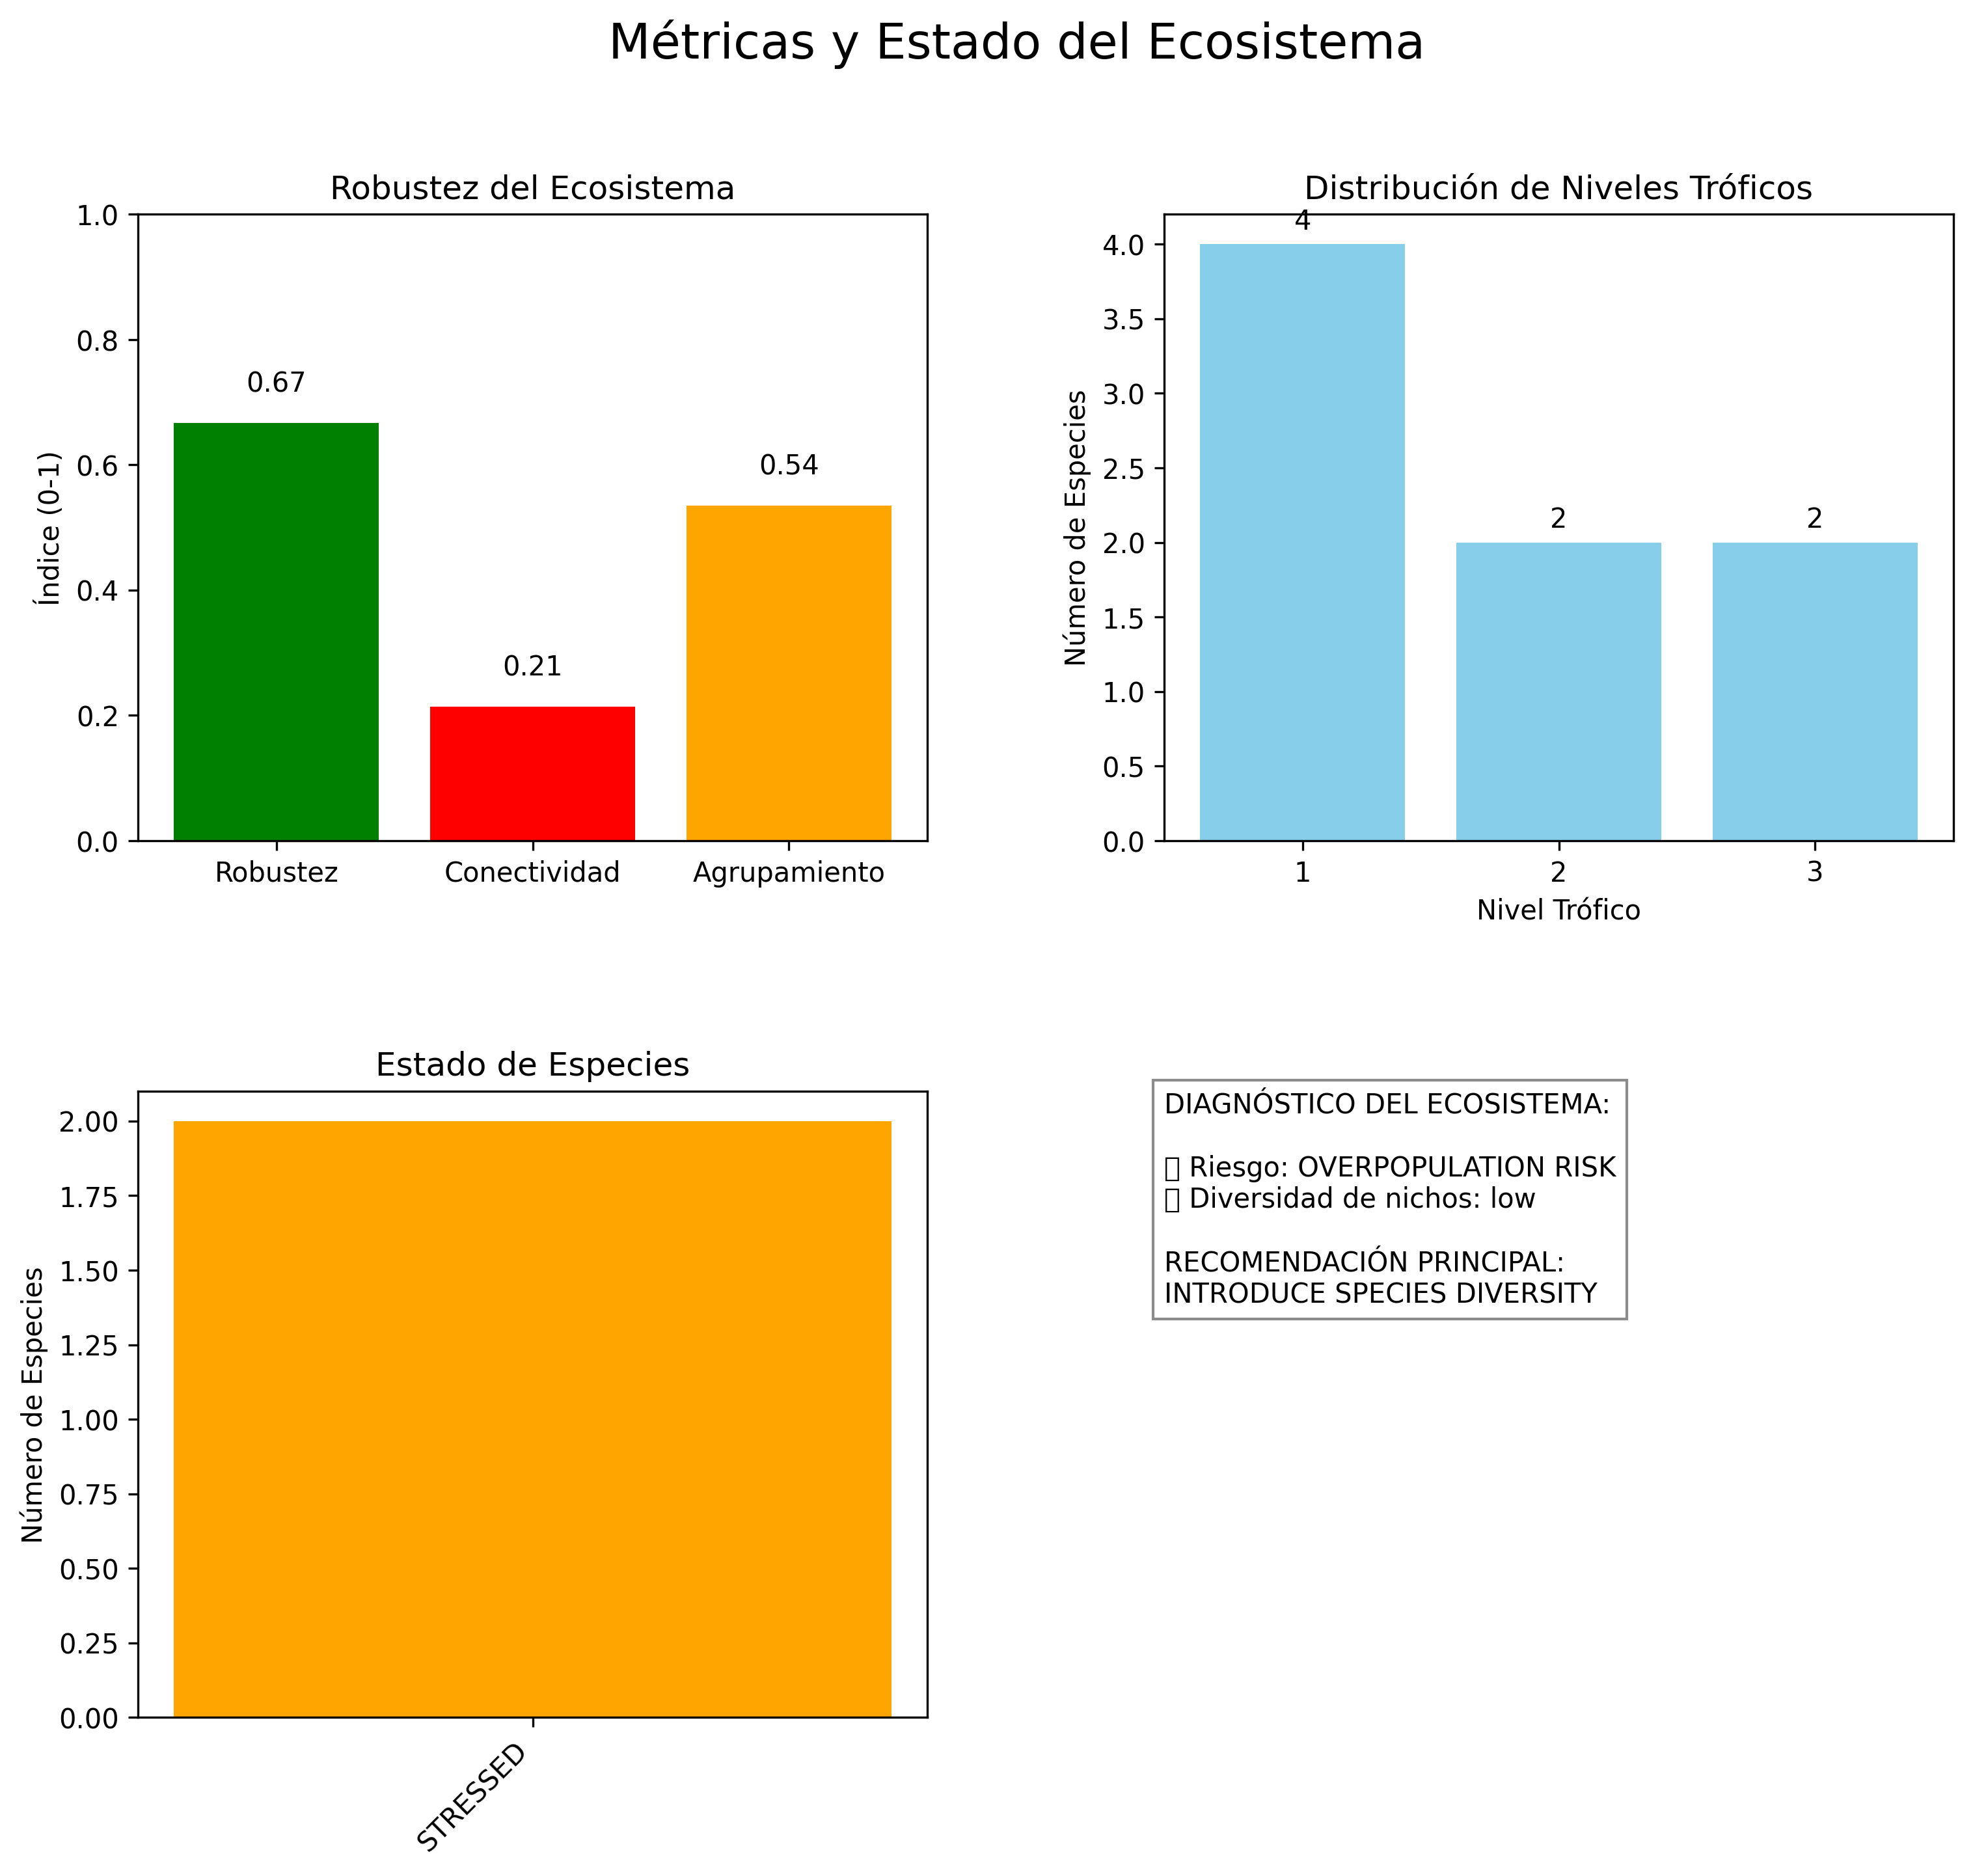 Métricas y Estado del Ecosistema
Robustez del Ecosistema
Índice (0-1)
1.0
0.8
0.6
0.4
0.2
0.0
0.67
0.21
0.54
Robustez
Conectividad
Agrupamiento
Distribución de Niveles Tróficos
Número de Especies
4.0
3.5
3.0
2.5
2.0
1.5
1.0
0.5
0.0
4
2
2
1
2
3
Nivel Trófico
Estado de Especies
Número de Especies
2.00
1.75
1.50
1.25
1.00
0.75
0.50
0.25
0.00
STRESSED
DIAGNÓSTICO DEL ECOSISTEMA:
Riesgo: OVERPOPULATION RISK
Diversidad de nichos: low
RECOMENDACIÓN PRINCIPAL:
INTRODUCE SPECIES DIVERSITY